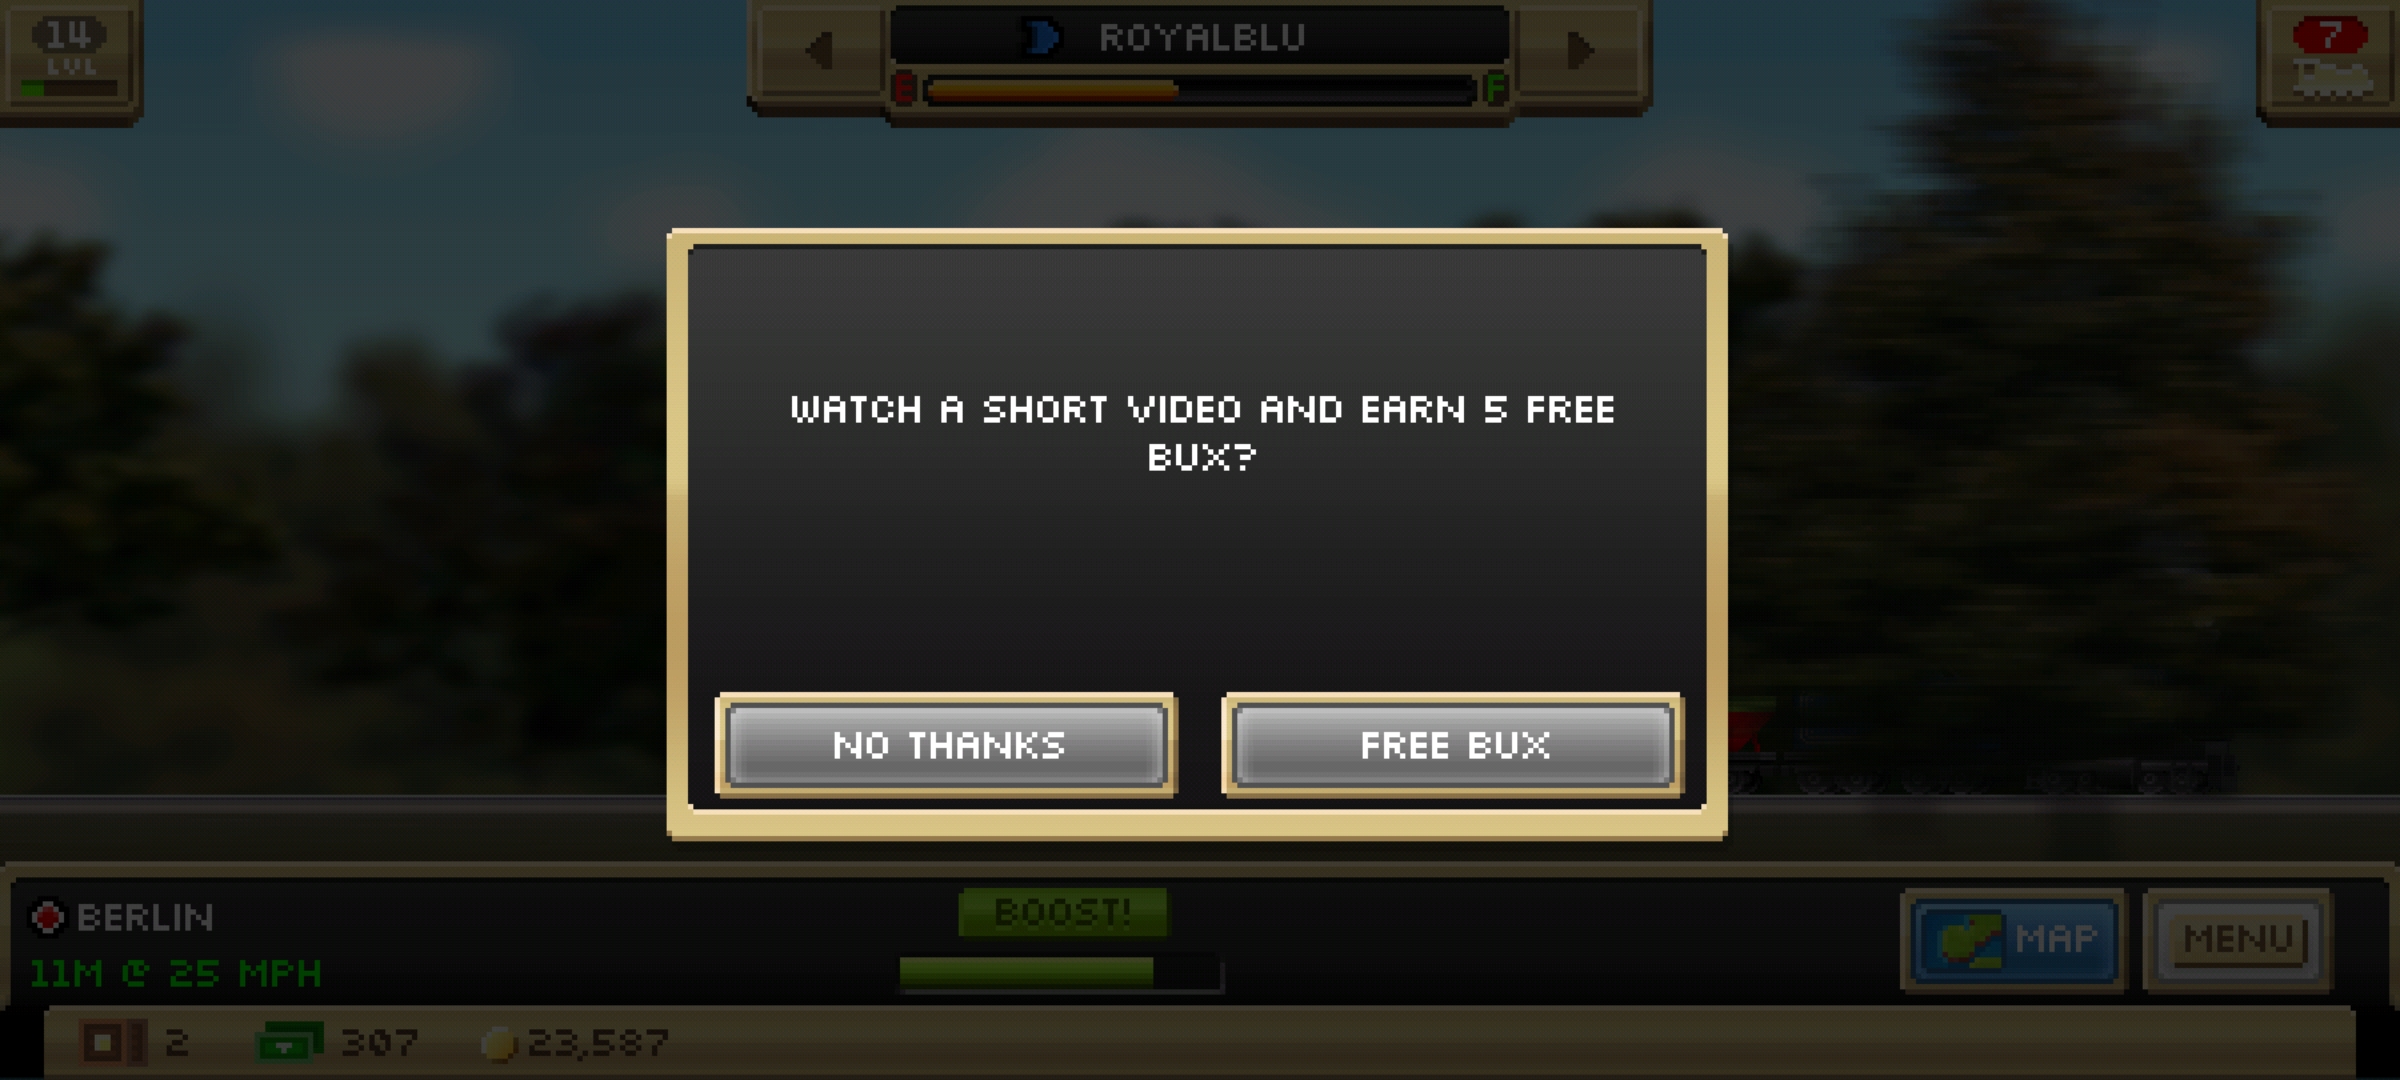 14
LVL
ROYALBLU
E F
7
WATCH A SHORT VIDEO AND EARN 5 FREE
BUX?
NO THANKS
FREE BUX
BERLIN
11M @ 25 MPH
BOOST!
MAP
MENU
2
307
23,587